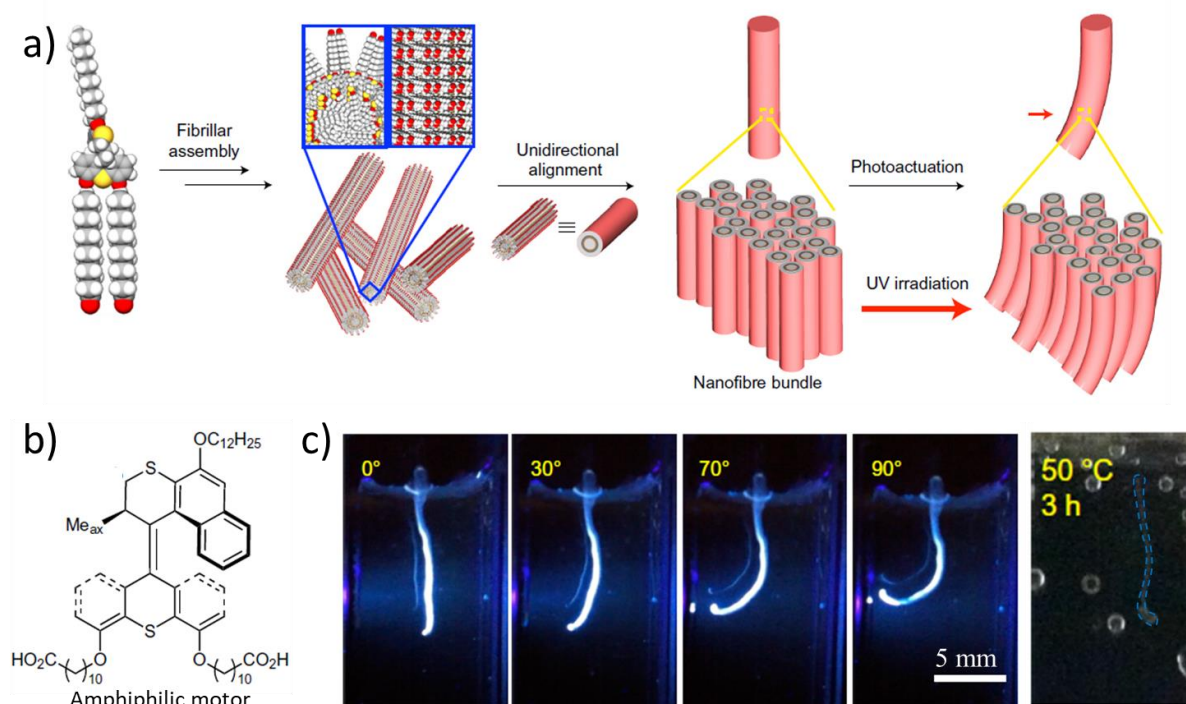 a)
Fibrillar
assembly
Unidirectional
alignment
≡
Photoactuation
UV irradiation
Nanofibre bundle
b)
OC₁₂H₂₅
S
Meₐₓ
S
HO₂C
O
O
CO₂H
10
10
Amphiphilic motor
c)
0°
30°
70°
90°
5 mm
50 °C
3 h